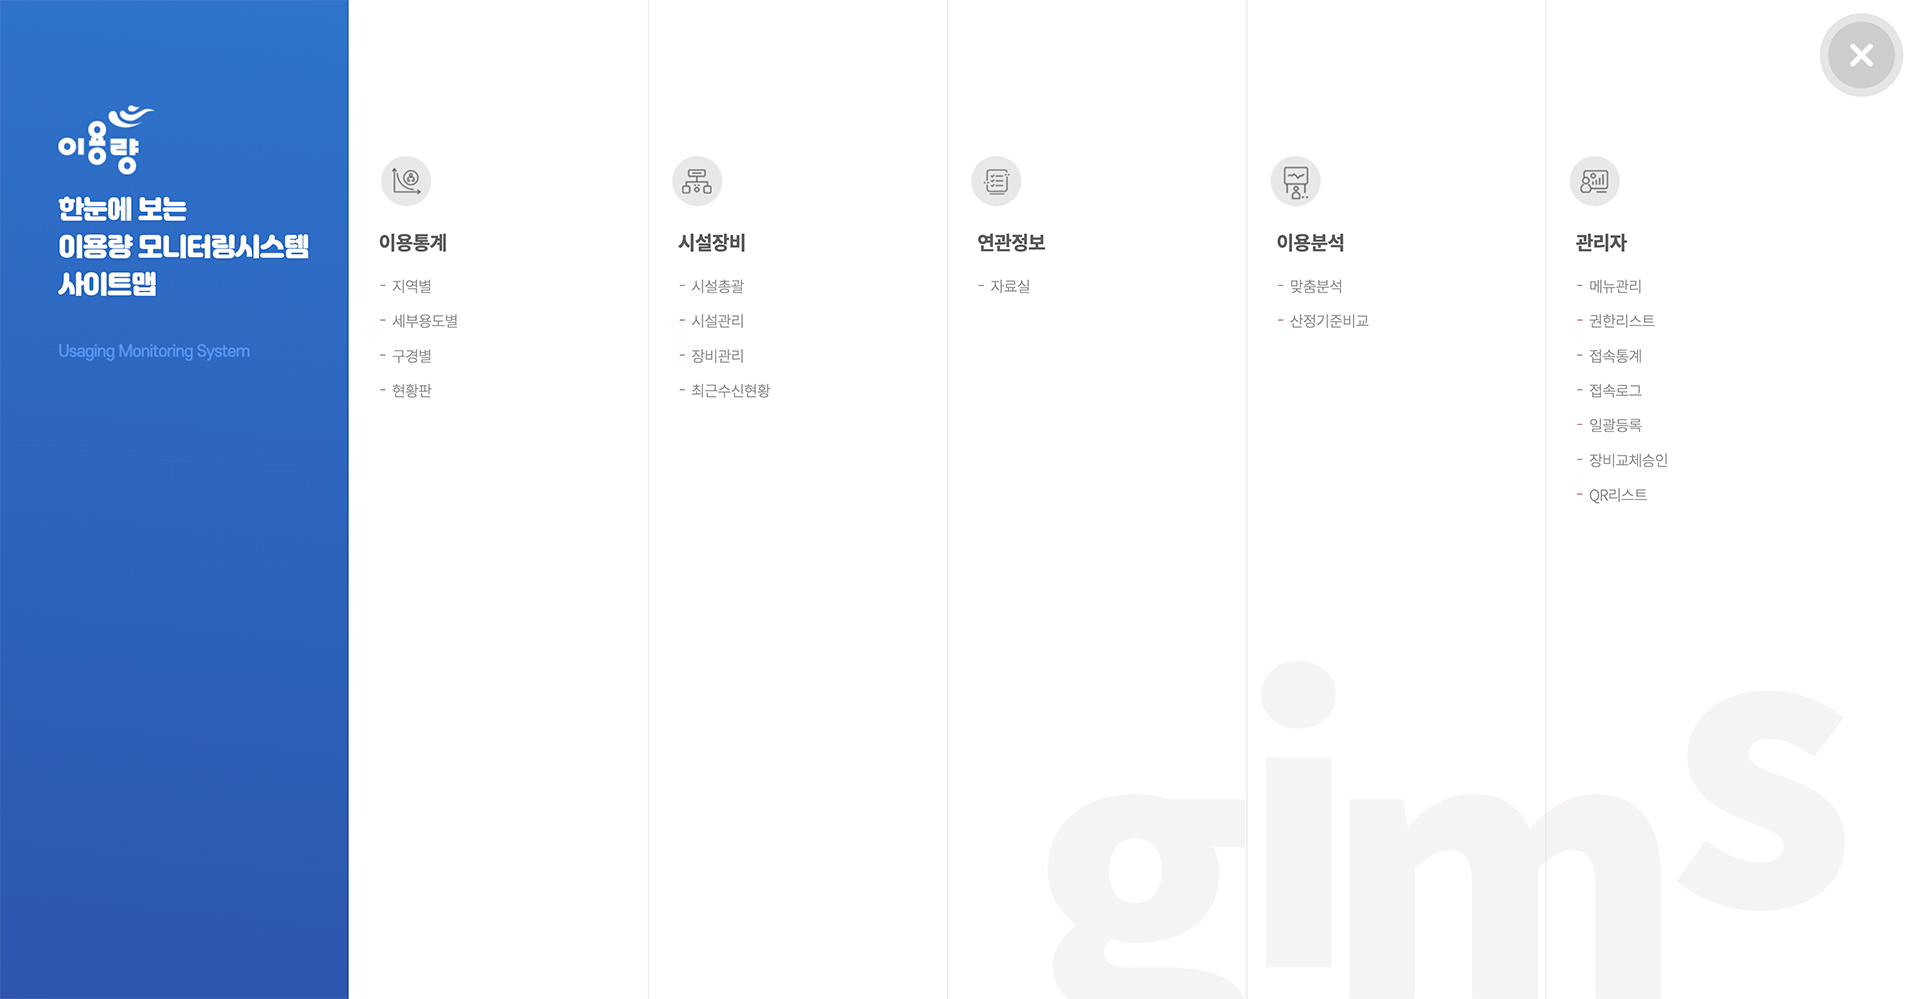 이용량
한눈에 보는
이용량 모니터링시스템
사이트맵
Usaging Monitoring System
이용통계
- 지역별
- 세부용도별
- 구경별
- 현황판
시설장비
- 시설총괄
- 시설관리
- 장비관리
- 최근수신현황
연관정보
- 자료실
이용분석
- 맞춤분석
- 산정기준비교
관리자
- 메뉴관리
- 권한리스트
- 접속통계
- 접속로그
- 일괄등록
- 장비교체승인
- QR리스트
gims